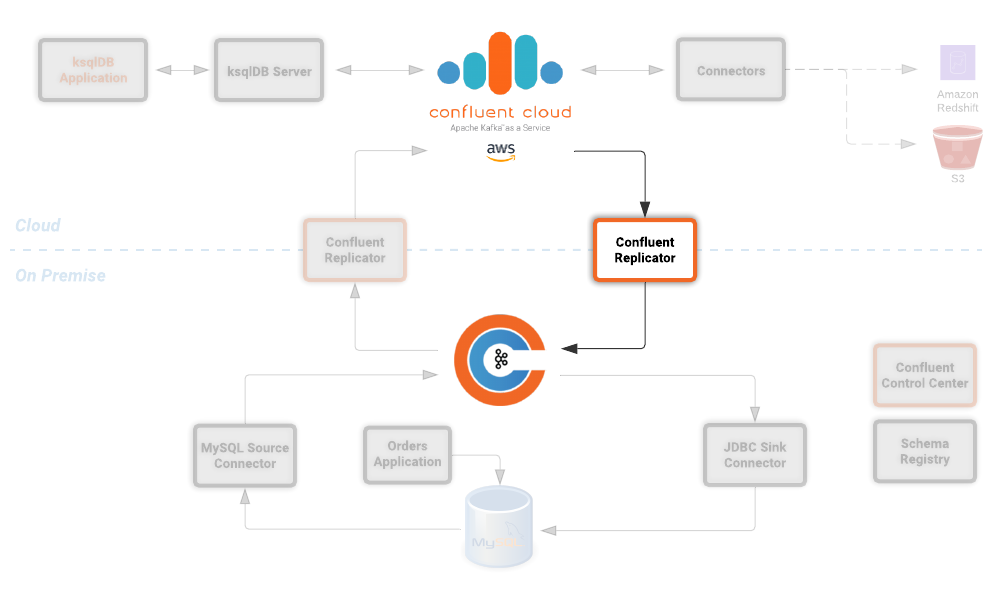 ksqlDB
Application
ksqlDB Server
confluent cloud
Apache Kafka® as a Service
aws
Connectors
Amazon
Redshift
S3
Cloud
On Premise
Confluent
Replicator
Confluent
Replicator
Confluent
Control Center
MySQL Source
Connector
Orders
Application
JDBC Sink
Connector
Schema
Registry
MySQL